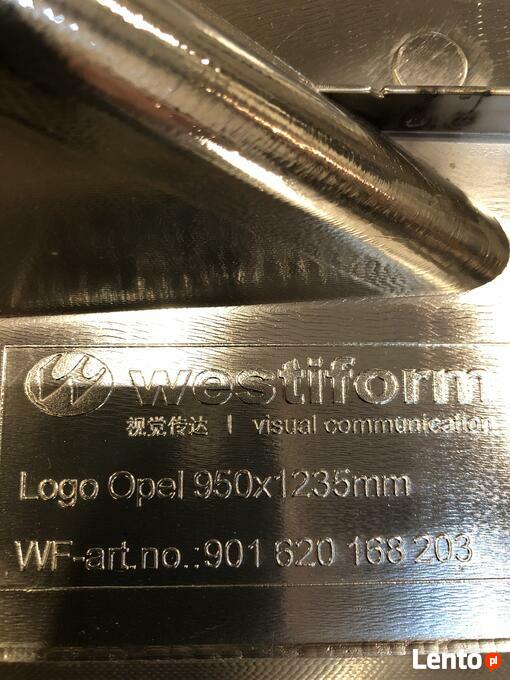 westiform
视觉传达 | visual communication
Logo Opel 950x1235mm
WF-art.no.:901 620 168 203
Lento pl